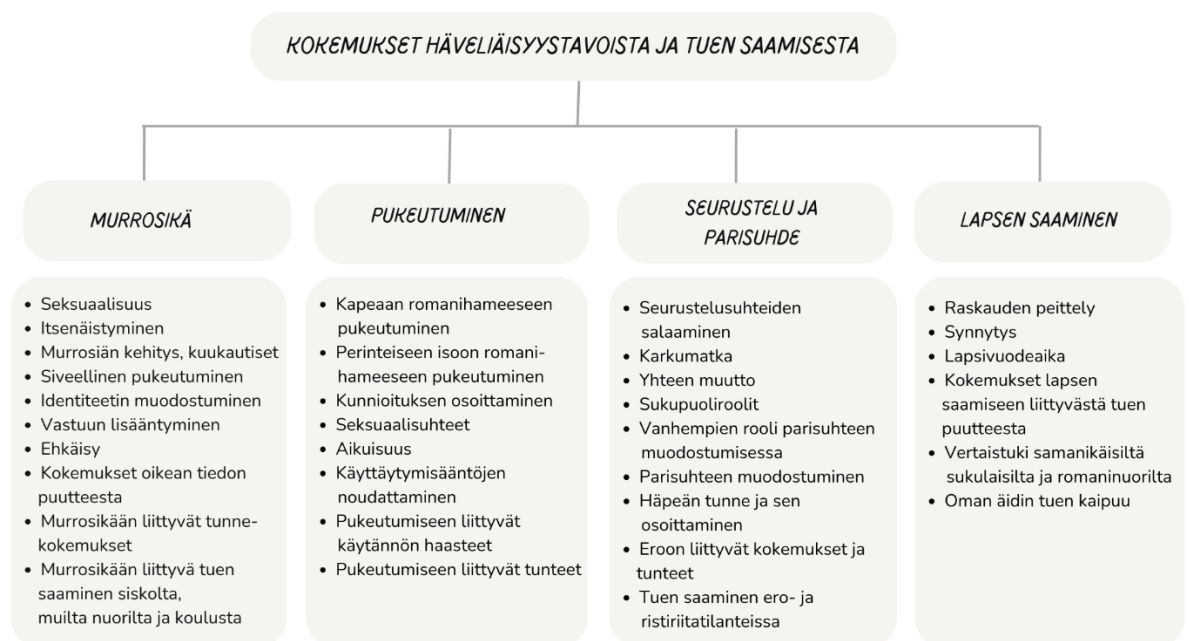 KOKEMUKSET HÄVELIÄISYYSTAVOISTA JA TUEN SAAMISESTA
MURROSIKÄ
• Seksuaalisuus
• Itsenäistyminen
• Murrosiän kehitys, kuukautiset
• Siveellinen pukeutuminen
• Identiteetin muodostuminen
• Vastuun lisääntyminen
• Ehkäisy
• Kokemukset oikean tiedon
puutteesta
• Murrosikään liittyvät tunne-
kokemukset
• Murrosikään liittyvä tuen
saaminen siskolta,
muilta nuorilta ja koulusta
PUKEUTUMINEN
• Kapeaan romanihameeseen
pukeutuminen
• Perinteiseen isoon romani-
hameeseen pukeutuminen
• Kunnioituksen osoittaminen
• Seksuaalisuhteet
• Aikuisuus
• Käyttäytymisääntöjen
noudattaminen
• Pukeutumiseen liittyvät
käytännön haasteet
• Pukeutumiseen liittyvät tunteet
SEURUSTELU JA
PARISUHDE
• Seurustelusuhteiden
salaaminen
• Karkumatka
• Yhteen muutto
• Sukupuoliroolit
• Vanhempien rooli parisuhteen
muodostumisessa
• Parisuhteen muodostuminen
• Häpeän tunne ja sen
osoittaminen
• Eroon liittyvät kokemukset ja
tunteet
• Tuen saaminen ero- ja
ristiriitatilanteissa
LAPSEN SAAMINEN
• Raskauden peittely
• Synnytys
• Lapsivuodeaika
• Kokemukset lapsen
saamiseen liittyvästä tuen
puutteesta
• Vertaistuki samanikäisiltä
sukulaisilta ja romaninuorilta
• Oman äidin tuen kaipuu